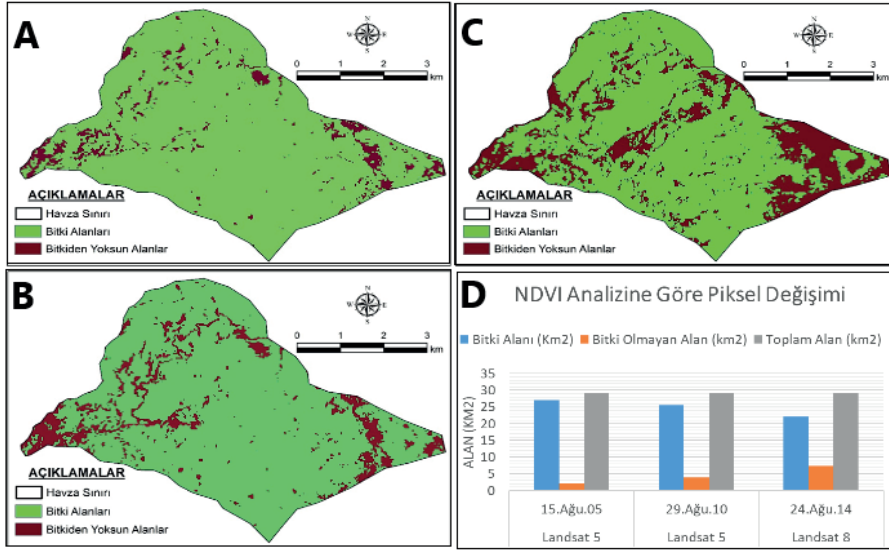 A
N
W E
S
0 1 2 3
km
AÇIKLAMALAR
Havza Sınırı
Bitki Alanları
Bitkiden Yoksun Alanlar
B
N
W E
S
0 1 2 3
km
AÇIKLAMALAR
Havza Sınırı
Bitki Alanları
Bitkiden Yoksun Alanlar
C
N
W E
S
0 1 2 3
km
AÇIKLAMALAR
Havza Sınırı
Bitki Alanları
Bitkiden Yoksun Alanlar
D
NDVI Analizine Göre Piksel Değişimi
Bitki Alanı (Km2) Bitki Olmayan Alan (km2) Toplam Alan (km2)
ALAN (KM2)
35
30
25
20
15
10
5
0
15.Ağu.05 29.Ağu.10 24.Ağu.14
Landsat 5 Landsat 5 Landsat 8